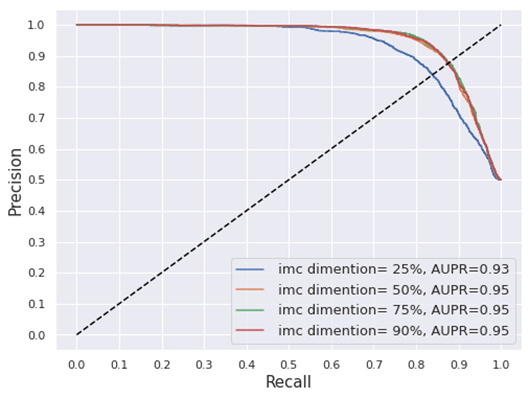 1.0
0.9
0.8
0.7
0.6
0.5
0.4
0.3
0.2
0.1
0.0
Precision
imc dimention= 25%, AUPR=0.93
imc dimention= 50%, AUPR=0.95
imc dimention= 75%, AUPR=0.95
imc dimention= 90%, AUPR=0.95
0.0 0.1 0.2 0.3 0.4 0.5 0.6 0.7 0.8 0.9 1.0
Recall